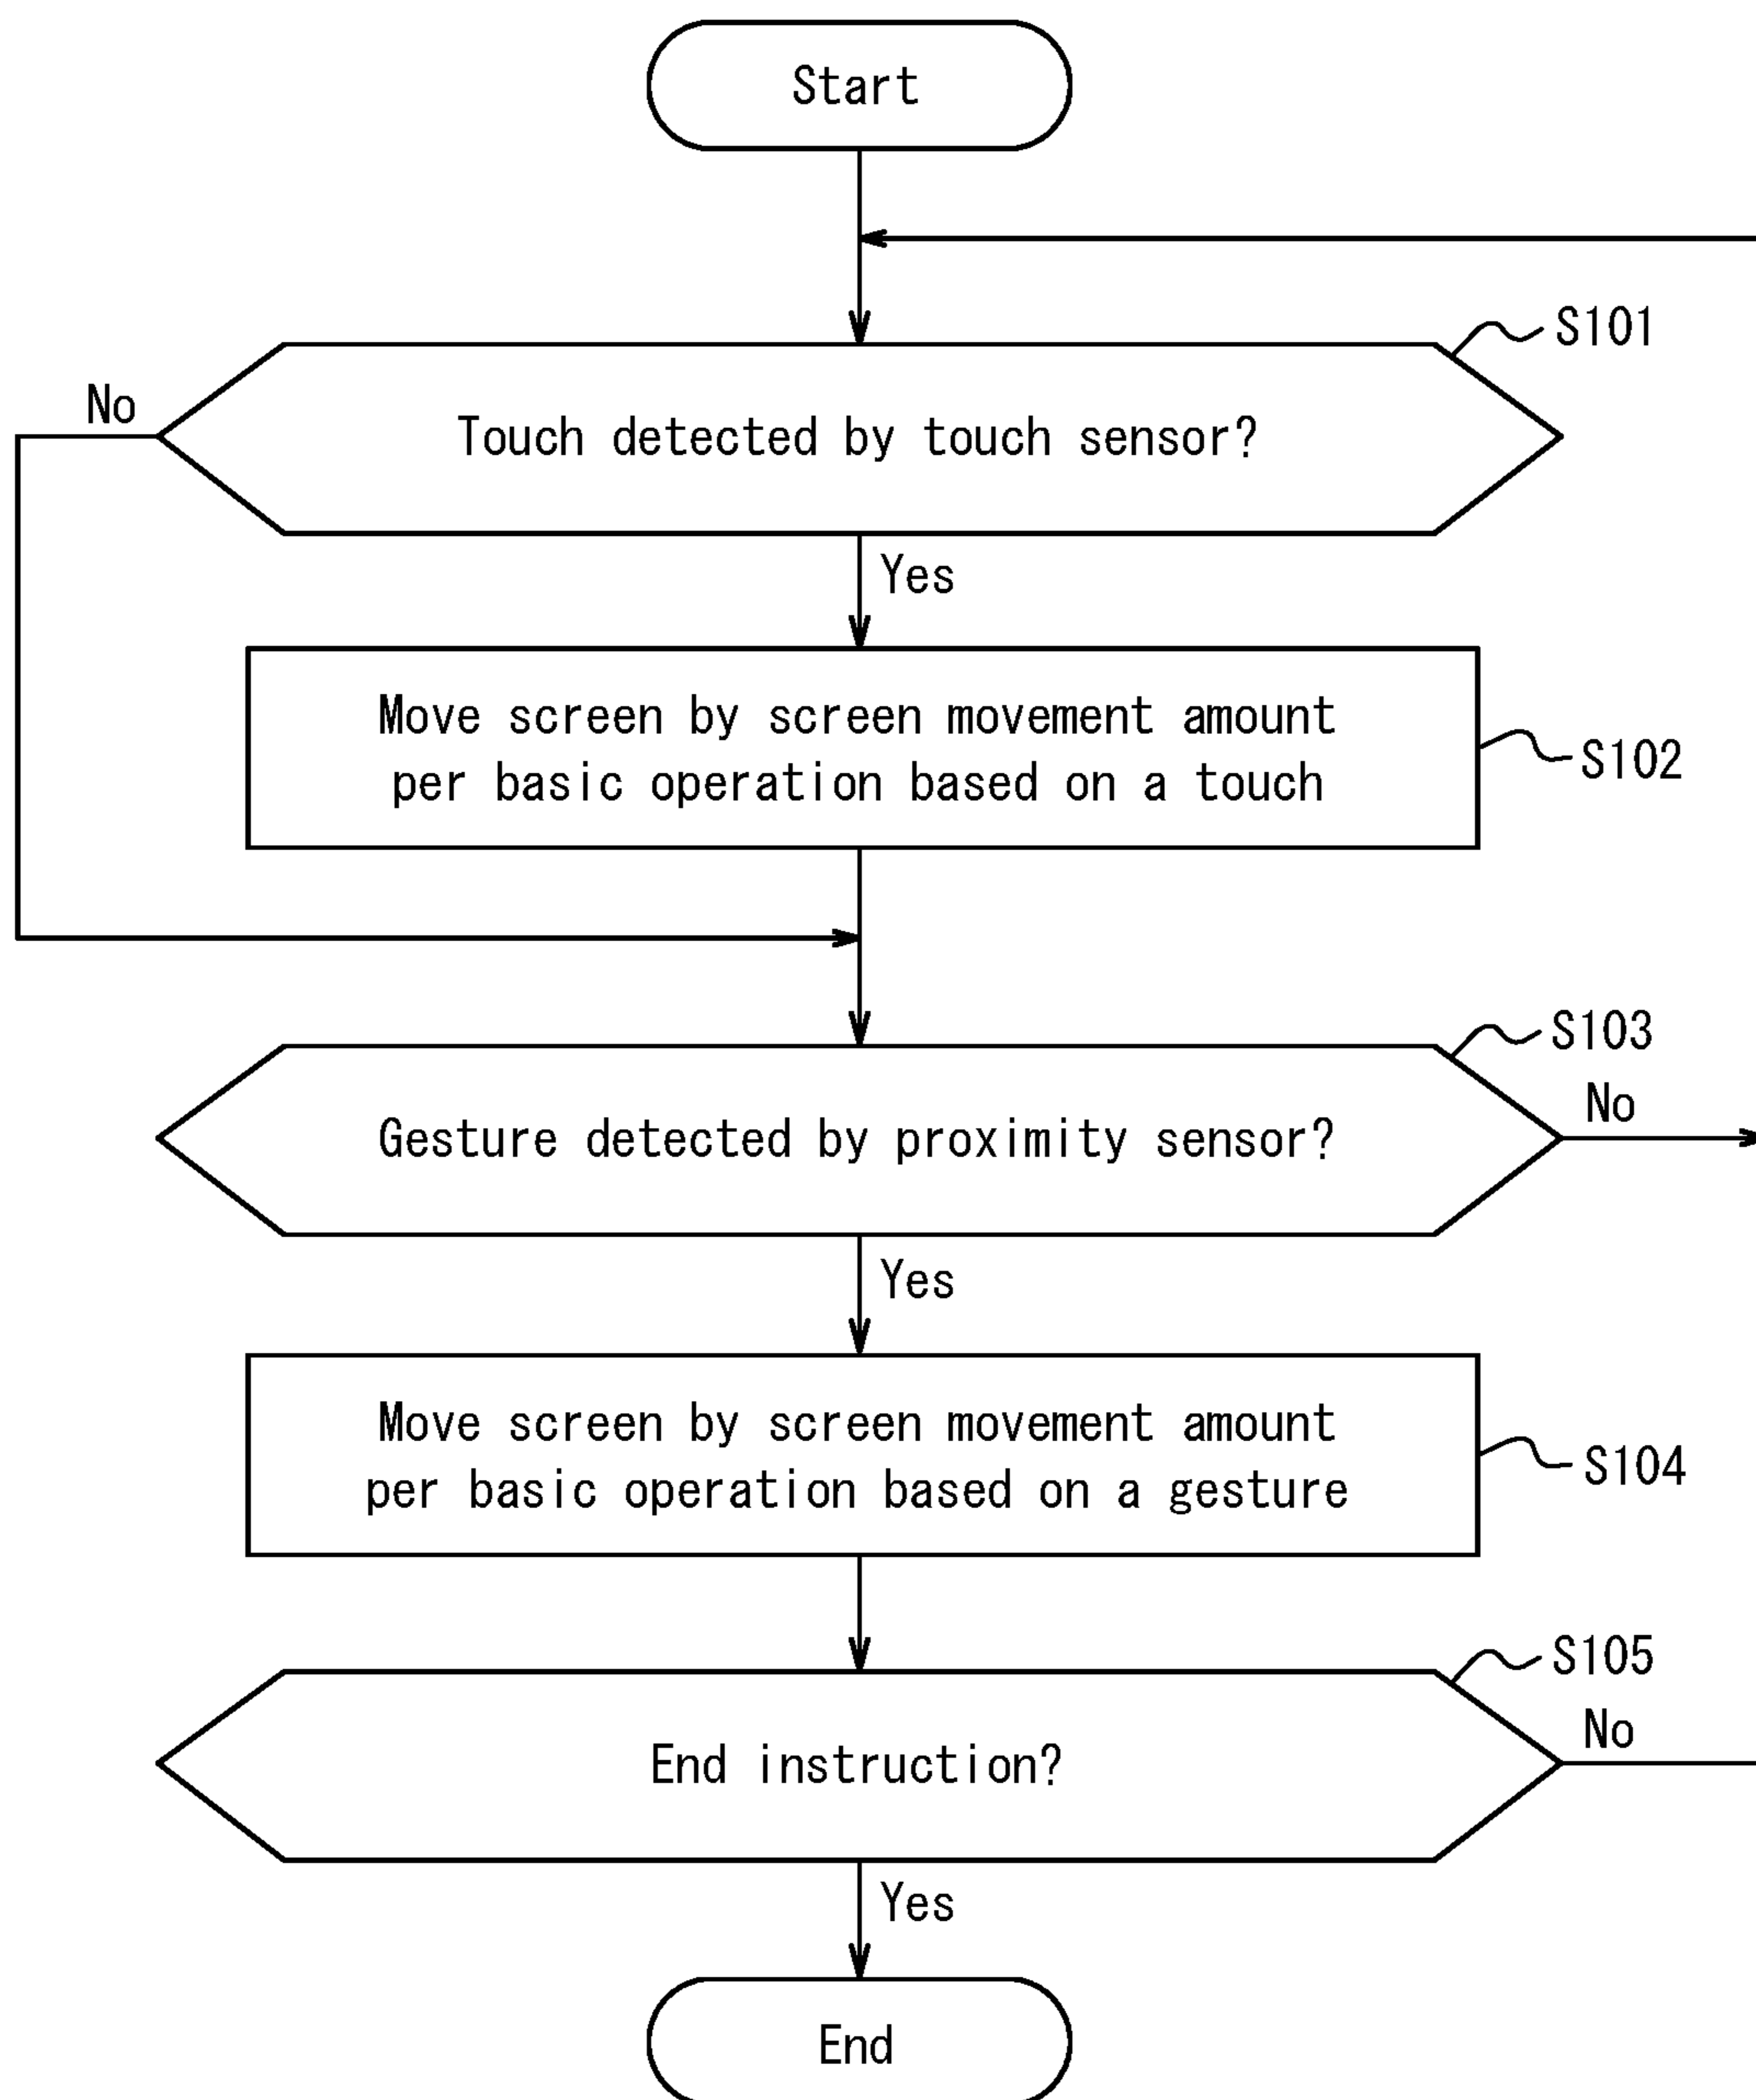 Start
S101
No
Touch detected by touch sensor?
Yes
Move screen by screen movement amount
per basic operation based on a touch
S102
S103
No
Gesture detected by proximity sensor?
Yes
Move screen by screen movement amount
per basic operation based on a gesture
S104
S105
No
End instruction?
Yes
End